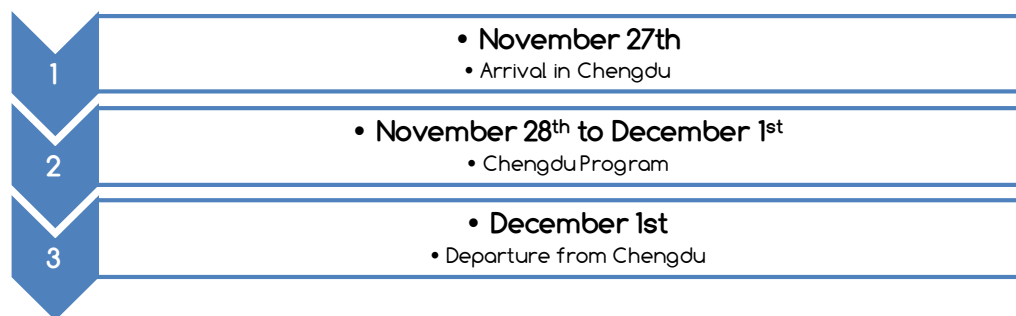 1
• November 27th
• Arrival in Chengdu
2
• November 28th to December 1st
• Chengdu Program
3
• December 1st
• Departure from Chengdu